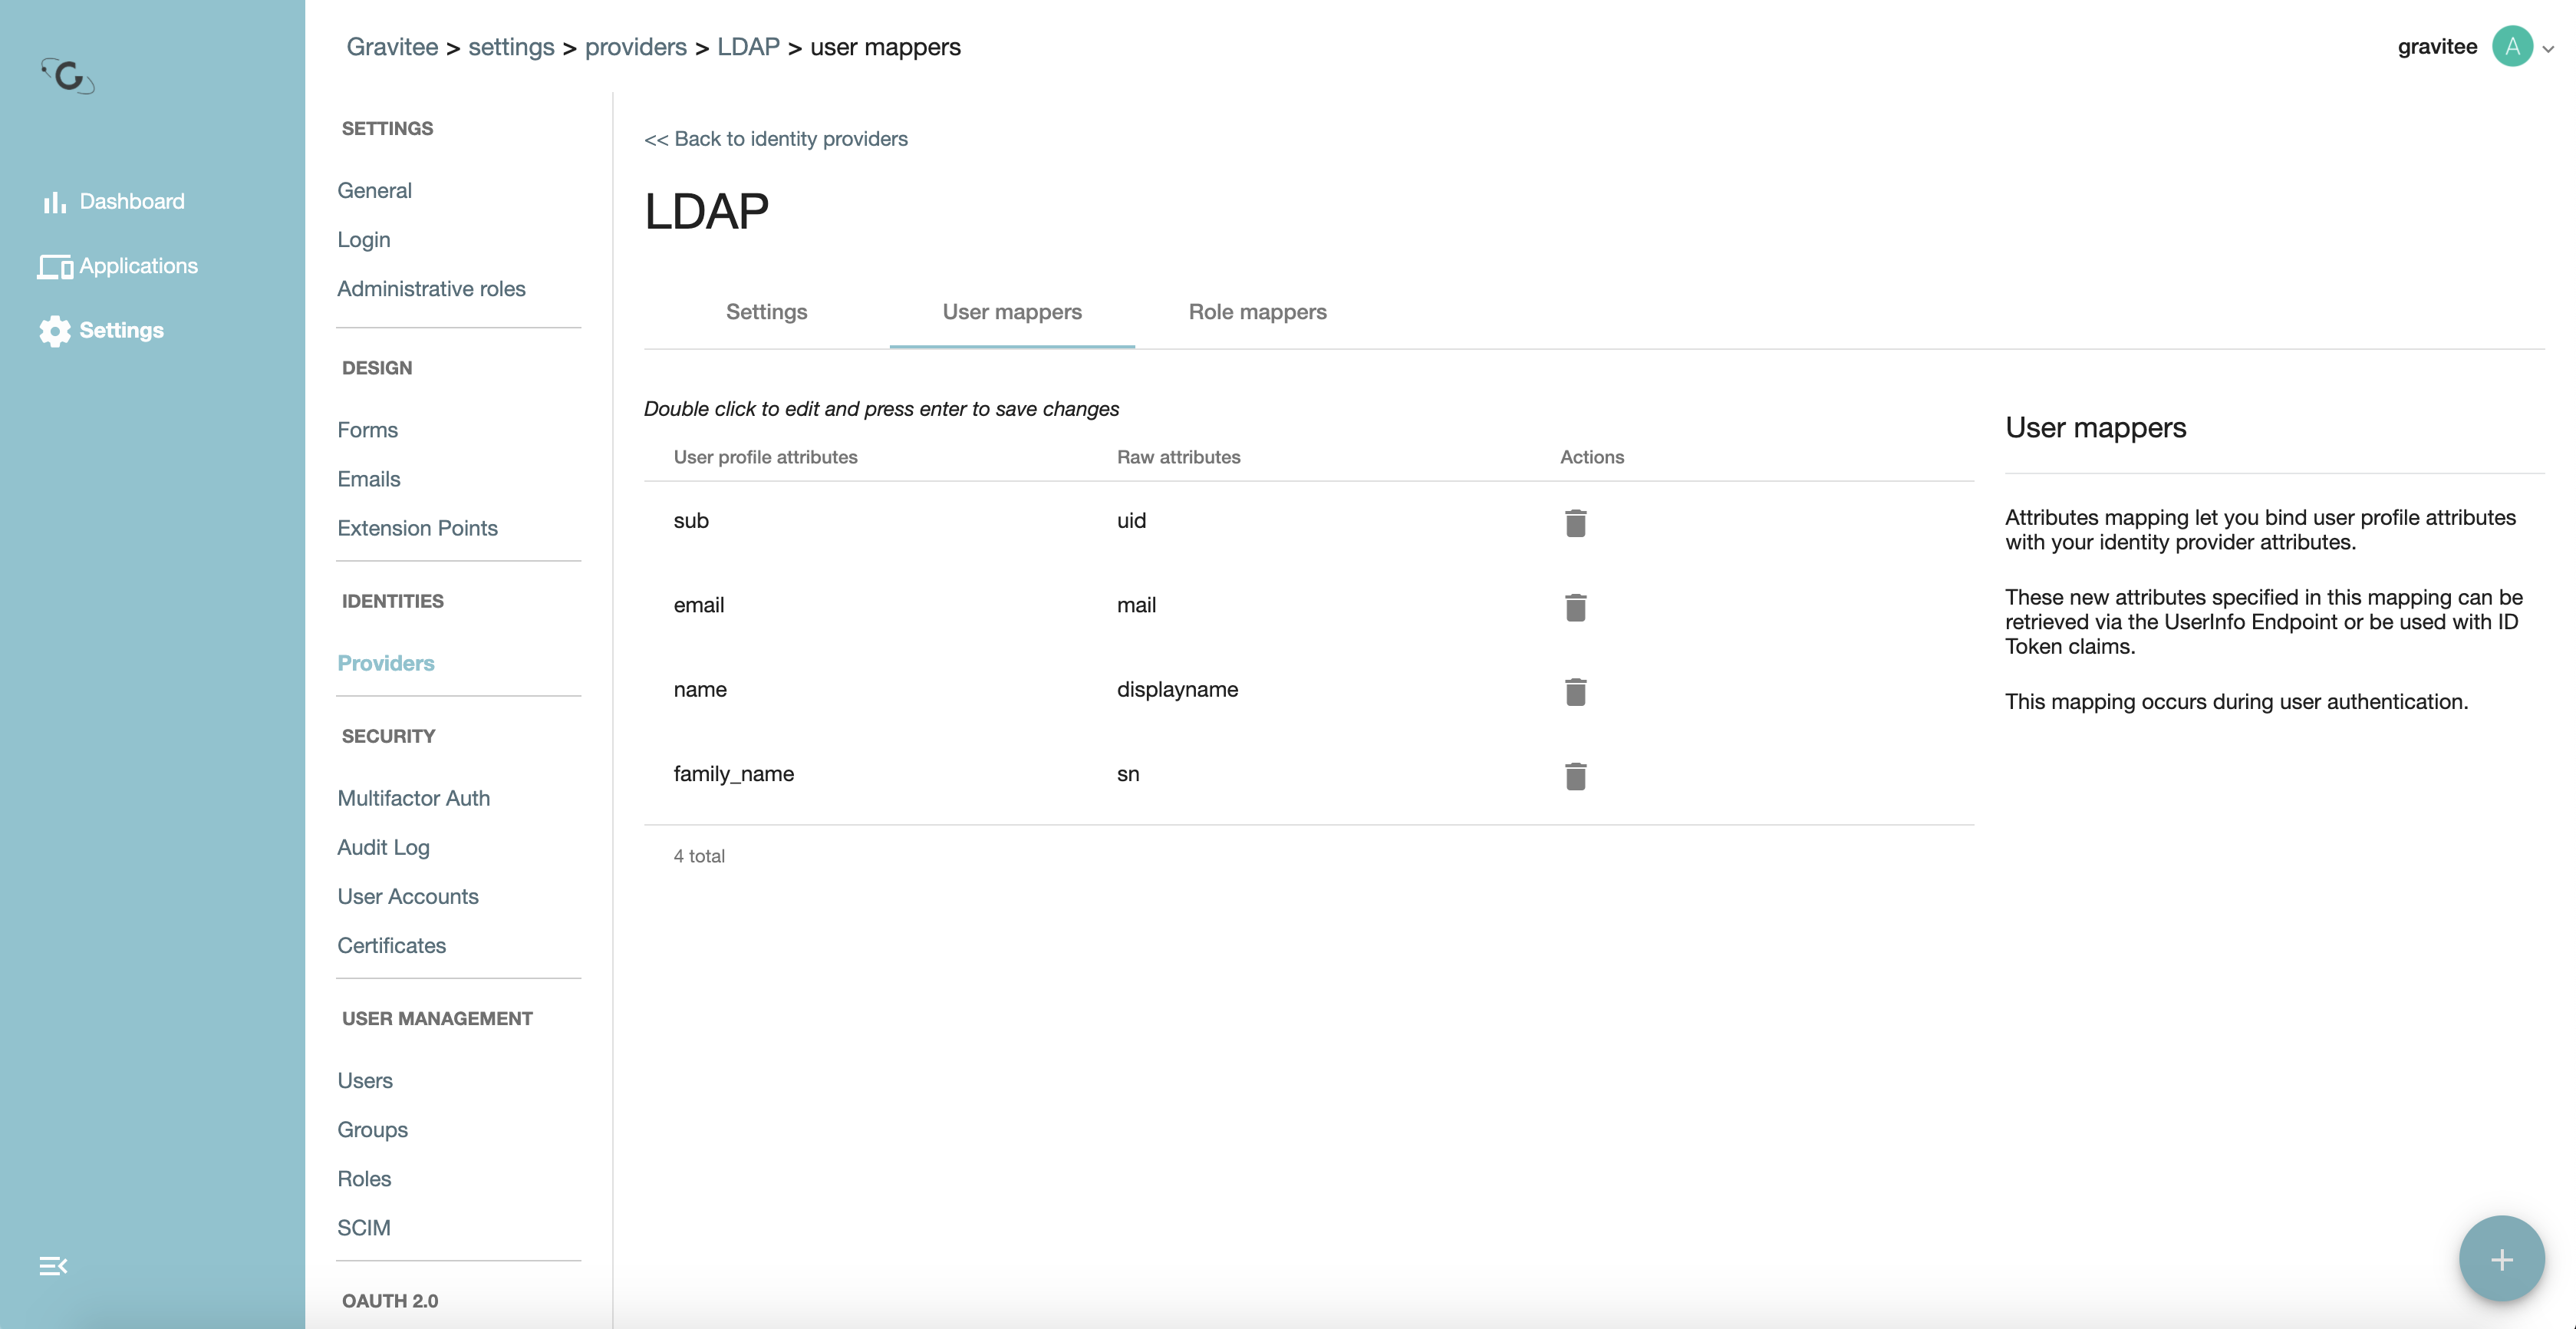 Gravitee > settings > providers > LDAP > user mappers
gravitee A
Dashboard
Applications
Settings
SETTINGS
General
Login
Administrative roles
DESIGN
Forms
Emails
Extension Points
IDENTITIES
Providers
SECURITY
Multifactor Auth
Audit Log
User Accounts
Certificates
USER MANAGEMENT
Users
Groups
Roles
SCIM
OAUTH 2.0
<< Back to identity providers
LDAP
Settings User mappers Role mappers
Double click to edit and press enter to save changes
User profile attributes Raw attributes Actions
sub uid
email mail
name displayname
family_name sn
4 total
User mappers
Attributes mapping let you bind user profile attributes
with your identity provider attributes.
These new attributes specified in this mapping can be
retrieved via the UserInfo Endpoint or be used with ID
Token claims.
This mapping occurs during user authentication.